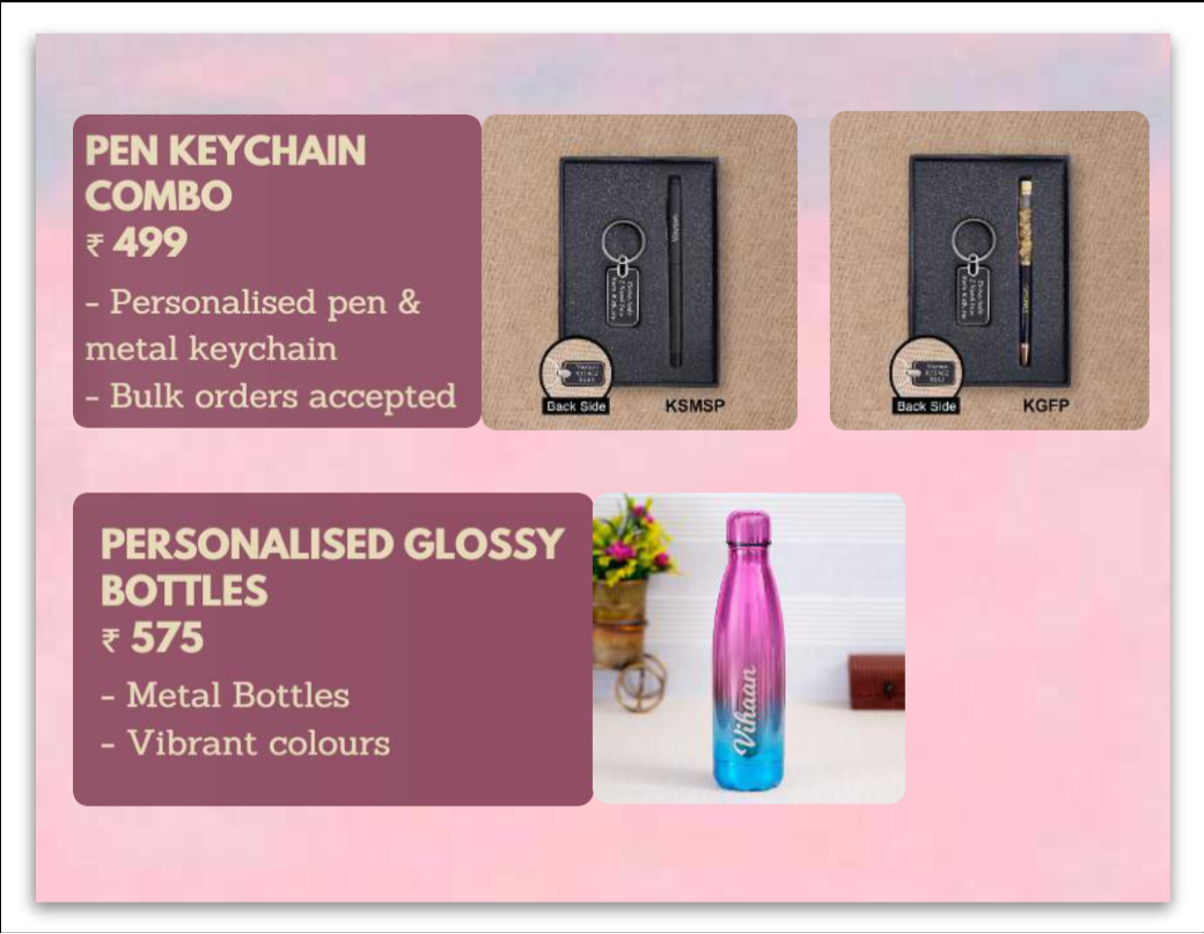 PEN KEYCHAIN
COMBO
₹ 499
- Personalised pen &
metal keychain
- Bulk orders accepted
Back Side
KSMSP
Back Side
KGFP
PERSONALISED GLOSSY
BOTTLES
₹ 575
- Metal Bottles
- Vibrant colours
Vihaan